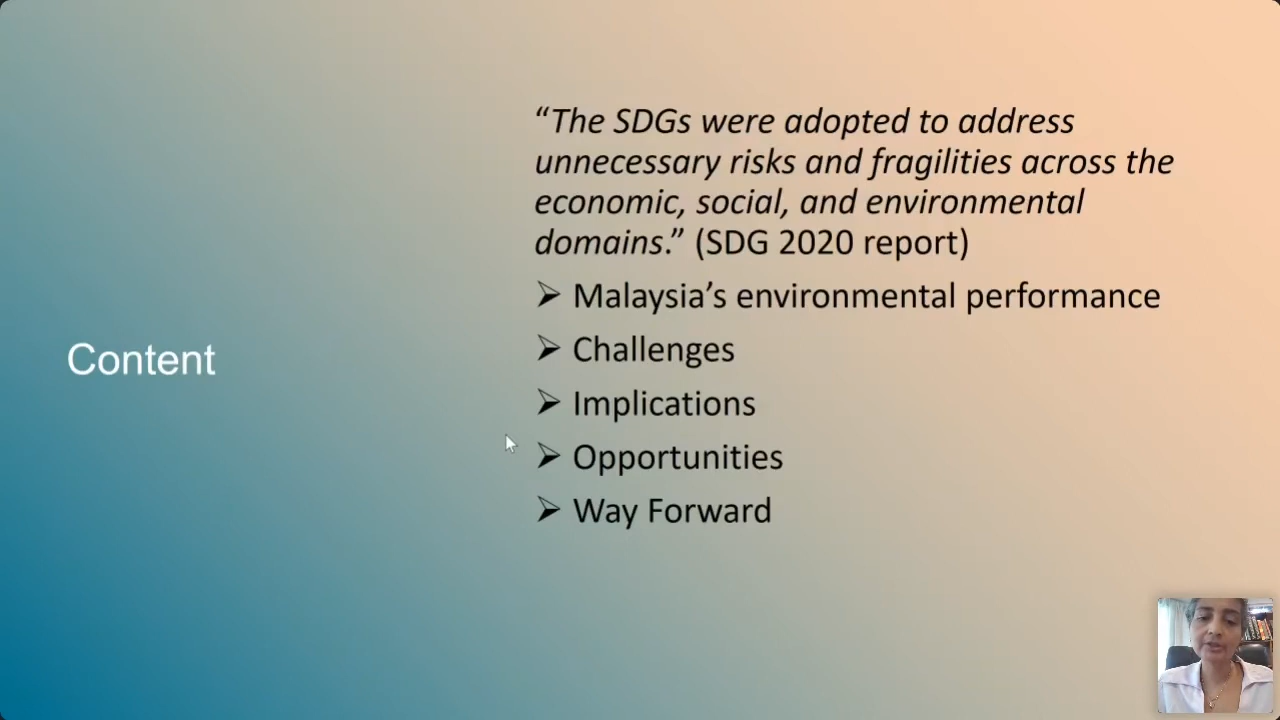 Content
“The SDGs were adopted to address
unnecessary risks and fragilities across the
economic, social, and environmental
domains.” (SDG 2020 report)
➢ Malaysia’s environmental performance
➢ Challenges
➢ Implications
➢ Opportunities
➢ Way Forward